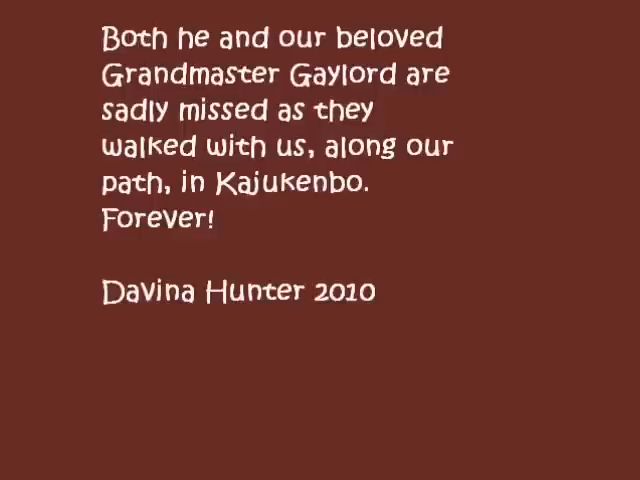 Both he and our beloved
Grandmaster Gaylord are
sadly missed as they
walked with us, along our
path, in Kajukenbo.
Forever!
Davina Hunter 2010